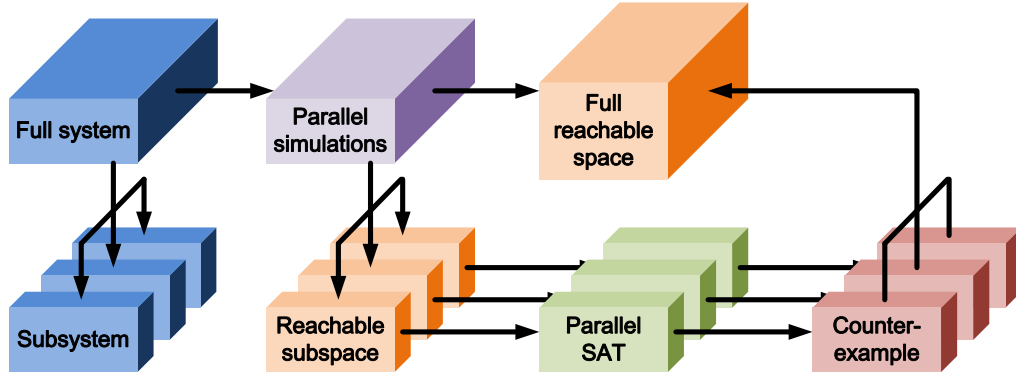 Full system
Parallel
simulations
Full
reachable
space
Subsystem
Reachable
subspace
Parallel
SAT
Counter-
example